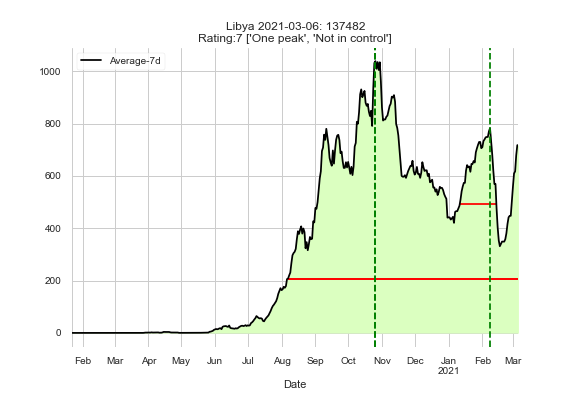 Libya 2021-03-06: 137482
Rating:7 ['One peak', 'Not in control']
Average-7d
1000
800
600
400
200
0
Feb Mar Apr May Jun Jul Aug Sep Oct Nov Dec Jan Feb Mar
2021
Date